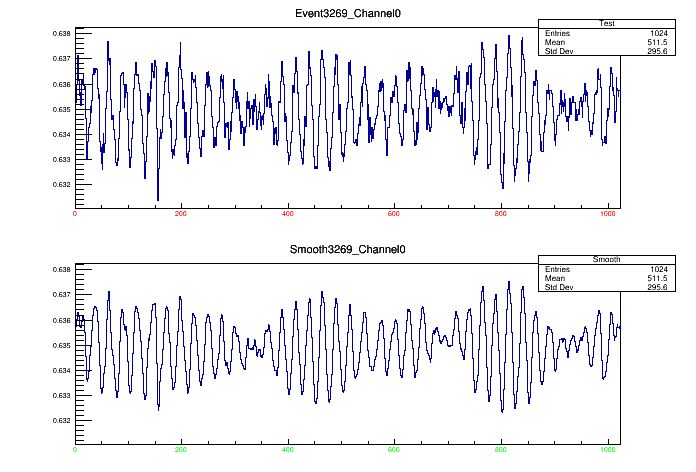 Event3269_Channel0
Test
Entries 1024
Mean 511.5
Std Dev 295.6
0.638
0.637
0.636
0.635
0.634
0.633
0.632
0 200 400 600 800 1000
Smooth3269_Channel0
Smooth
Entries 1024
Mean 511.5
Std Dev 295.6
0.638
0.637
0.636
0.635
0.634
0.633
0.632
0 200 400 600 800 1000